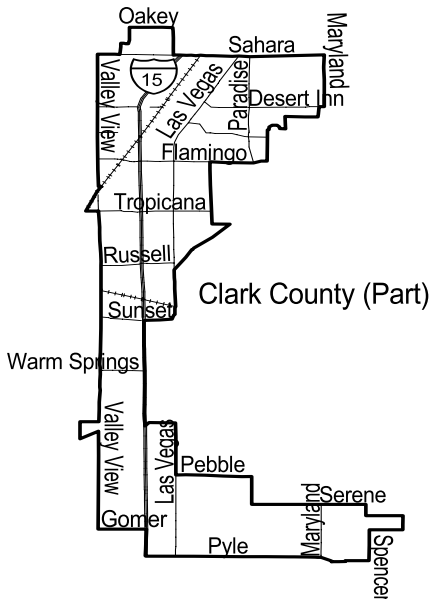 Oakey
Sahara
Maryland
Valley View
15
Las Vegas
Paradise
Desert Inn
Flamingo
Tropicana
Russell
Clark County (Part)
Sunset
Warm Springs
Valley View
Las Vegas
Pebble
Maryland
Serene
Gomer
Pyle
Spencer